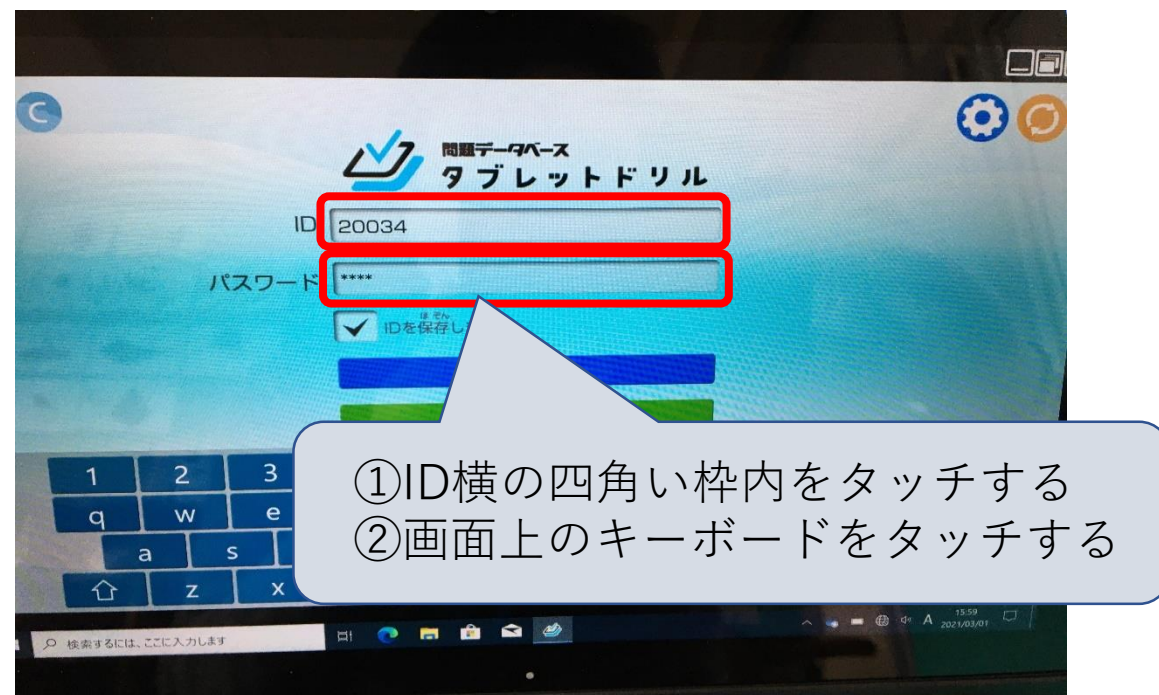 問題データベース
タブレットドリル
ID 20034
パスワード ****
ほぞん
IDを保存し
①ID横の四角い枠内をタッチする
②画面上のキーボードをタッチする
1 2 3
q w e
a s
z x
検索するには、ここに入力します
A
15:59
2021/03/01